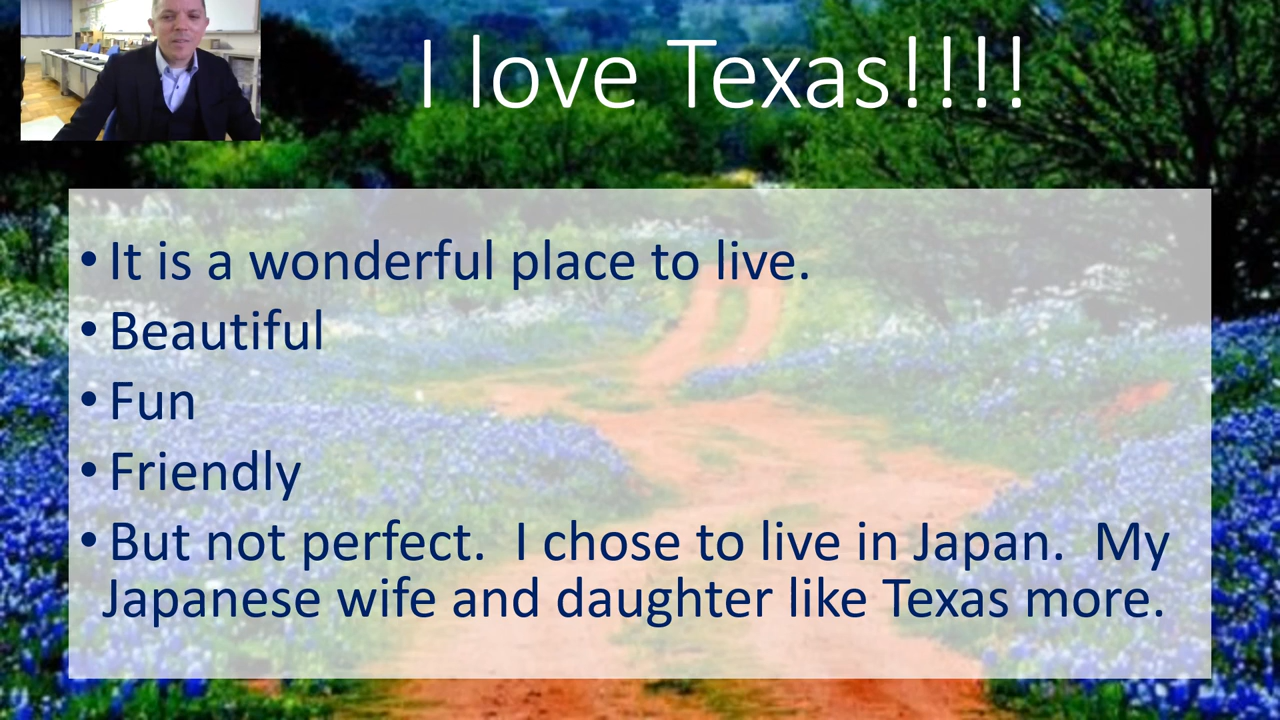 I love Texas!!!!
• It is a wonderful place to live.
• Beautiful
• Fun
• Friendly
• But not perfect.  I chose to live in Japan.  My
Japanese wife and daughter like Texas more.